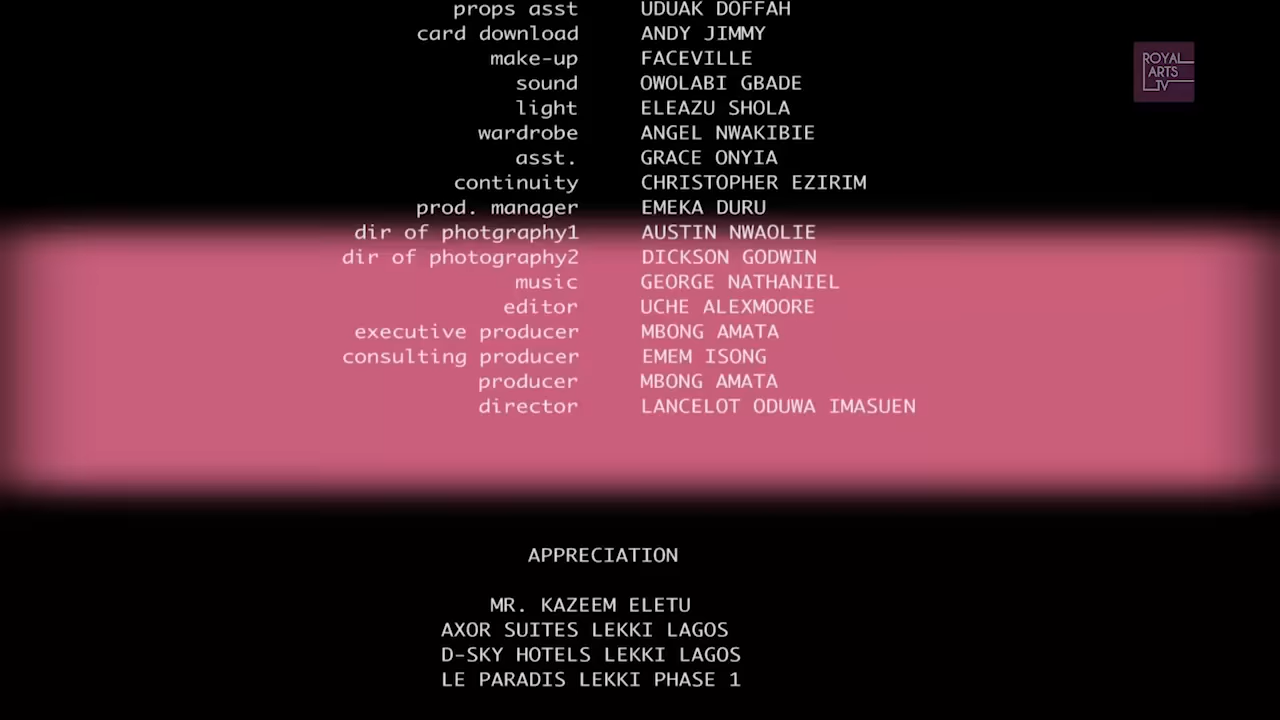 props asst UDUAK DOFFAH
card download ANDY JIMMY
make-up FACEVILLE
sound OWOLABI GBADE
light ELEAZU SHOLA
wardrobe ANGEL NWAKIBIE
asst. GRACE ONYIA
continuity CHRISTOPHER EZIRIM
prod. manager EMEKA DURU
dir of photgraphy1 AUSTIN NWAOLIE
dir of photography2 DICKSON GODWIN
music GEORGE NATHANIEL
editor UCHE ALEXMOORE
executive producer MBONG AMATA
consulting producer EMEM ISONG
producer MBONG AMATA
director LANCELOT ODUWA IMASUEN
APPRECIATION
MR. KAZEEM ELETU
AXOR SUITES LEKKI LAGOS
D-SKY HOTELS LEKKI LAGOS
LE PARADIS LEKKI PHASE 1
ROYAL
ARTS
TV